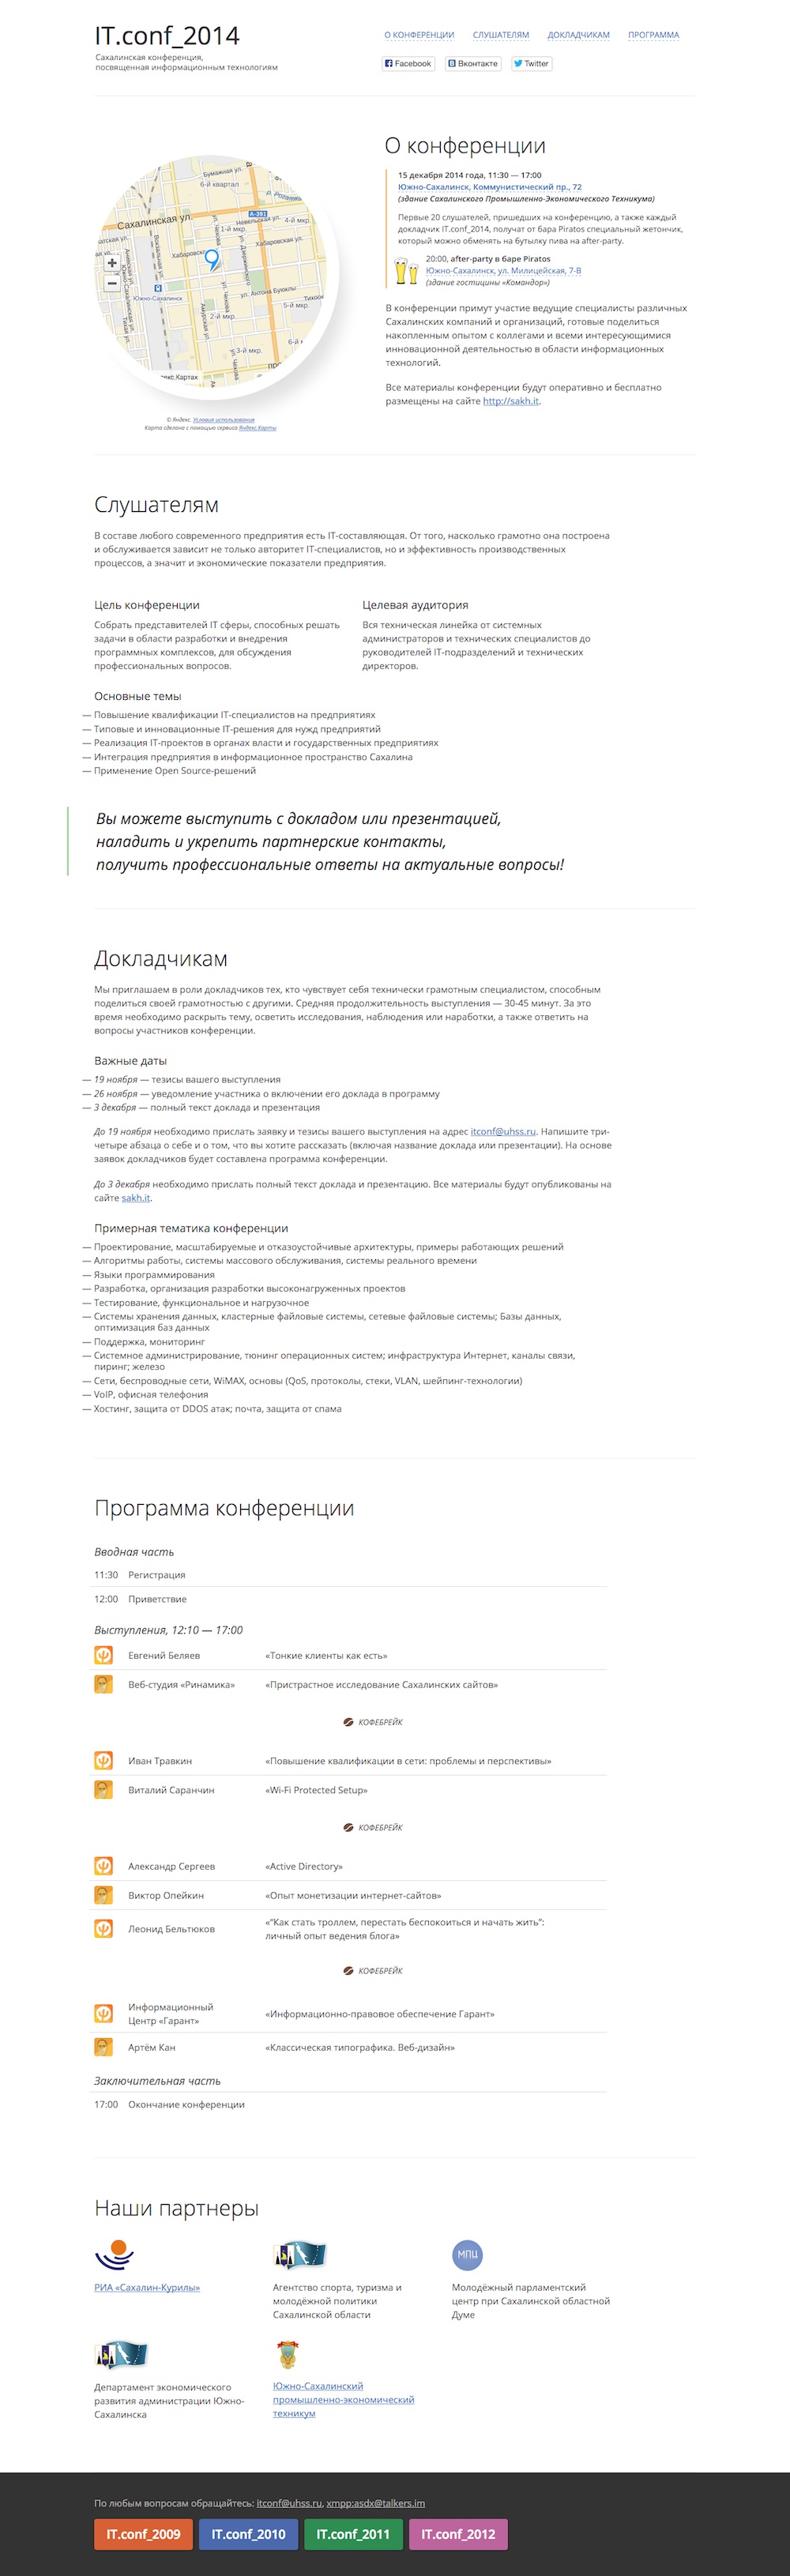 IT.conf_2014
Сахалинская конференция,
посвященная информационным технологиям
О КОНФЕРЕНЦИИ СЛУШАТЕЛЯМ ДОКЛАДЧИКАМ ПРОГРАММА
Facebook Вконтакте Twitter
О конференции
15 декабря 2014 года, 11:30 — 17:00
Южно-Сахалинск, Коммунистический пр., 72
(здание Сахалинского Промышленно-Экономического Техникума)
Первые 20 слушателей, пришедших на конференцию, а также каждый
докладчик IT.conf_2014, получат от бара Piratos специальный жетончик,
который можно обменять на бутылку пива на after-party.
20:00, after-party в баре Piratos
Южно-Сахалинск, ул. Милицейская, 7-В
(здание гостиницы «Командор»)
В конференции примут участие ведущие специалисты различных
Сахалинских компаний и организаций, готовые поделиться
накопленным опытом с коллегами и всеми интересующимися
инновационной деятельностью в области информационных
технологий.
Все материалы конференции будут оперативно и бесплатно
размещены на сайте http://sakh.it.
Бумажная ул.
6-й квартал
А-391
Сахалинская ул.
1-й мкр.
4-й мкр.
Хабаровская ул.
Южно-Сахалинск
ул. Антона Буюклы
5-й мкр.
2-й мкр.
3-й мкр.
© Яндекс Условия использования
Карта сделана с помощью сервиса Яндекс.Карты
Слушателям
В составе любого современного предприятия есть IT-составляющая. От того, насколько грамотно она построена
и обслуживается зависит не только авторитет IT-специалистов, но и эффективность производственных
процессов, а значит и экономические показатели предприятия.
Цель конференции
Собрать представителей IT сферы, способных решать
задачи в области разработки и внедрения
программных комплексов, для обсуждения
профессиональных вопросов.
Целевая аудитория
Вся техническая линейка от системных
администраторов и технических специалистов до
руководителей IT-подразделений и технических
директоров.
Основные темы
— Повышение квалификации IT-специалистов на предприятиях
— Типовые и инновационные IT-решения для нужд предприятий
— Реализация IT-проектов в органах власти и государственных предприятиях
— Интеграция предприятия в информационное пространство Сахалина
— Применение Open Source-решений
Вы можете выступить с докладом или презентацией,
наладить и укрепить партнерские контакты,
получить профессиональные ответы на актуальные вопросы!
Докладчикам
Мы приглашаем в роли докладчиков тех, кто чувствует себя технически грамотным специалистом, способным
поделиться своей грамотностью с другими. Средняя продолжительность выступления — 30-45 минут. За это
время необходимо раскрыть тему, осветить исследования, наблюдения или наработки, а также ответить на
вопросы участников конференции.
Важные даты
— 19 ноября — тезисы вашего выступления
— 26 ноября — уведомление участника о включении его доклада в программу
— 3 декабря — полный текст доклада и презентация
До 19 ноября необходимо прислать заявку и тезисы вашего выступления на адрес itconf@uhss.ru. Напишите три-
четыре абзаца о себе и о том, что вы хотите рассказать (включая название доклада или презентации). На основе
заявок докладчиков будет составлена программа конференции.
До 3 декабря необходимо прислать полный текст доклада и презентацию. Все материалы будут опубликованы на
сайте sakh.it.
Примерная тематика конференции
— Проектирование, масштабируемые и отказоустойчивые архитектуры, примеры работающих решений
— Алгоритмы работы, системы массового обслуживания, системы реального времени
— Языки программирования
— Разработка, организация разработки высоконагруженных проектов
— Тестирование, функциональное и нагрузочное
— Системы хранения данных, кластерные файловые системы, сетевые файловые системы; Базы данных,
оптимизация баз данных
— Поддержка, мониторинг
— Системное администрирование, тюнинг операционных систем; инфраструктура Интернет, каналы связи,
пиринг; железо
— Сети, беспроводные сети, WiMAX, основы (QoS, протоколы, стеки, VLAN, шейпинг-технологии)
— VoIP, офисная телефония
— Хостинг, защита от DDOS атак; почта, защита от спама
Программа конференции
Вводная часть
11:30 Регистрация
12:00 Приветствие
Выступления, 12:10 — 17:00
Евгений Беляев «Тонкие клиенты как есть»
Веб-студия «Ринамика» «Пристрастное исследование Сахалинских сайтов»
КОФЕБРЕЙК
Иван Травкин «Повышение квалификации в сети: проблемы и перспективы»
Виталий Саранчин «Wi-Fi Protected Setup»
КОФЕБРЕЙК
Александр Сергеев «Active Directory»
Виктор Опейкин «Опыт монетизации интернет-сайтов»
Леонид Бельтюков «“Как стать троллем, перестать беспокоиться и начать жить”:
личный опыт ведения блога»
КОФЕБРЕЙК
Информационный
Центр «Гарант» «Информационно-правовое обеспечение Гарант»
Артём Кан «Классическая типографика. Веб-дизайн»
Заключительная часть
17:00 Окончание конференции
Наши партнеры
РИА «Сахалин-Курилы»
Агентство спорта, туризма и
молодёжной политики
Сахалинской области
МПЦ
Молодёжный парламентский
центр при Сахалинской областной
Думе
Департамент экономического
развития администрации Южно-
Сахалинска
Южно-Сахалинский
промышленно-экономический
техникум
По любым вопросам обращайтесь: itconf@uhss.ru, xmpp:asdx@talkers.im
IT.conf_2009 IT.conf_2010 IT.conf_2011 IT.conf_2012